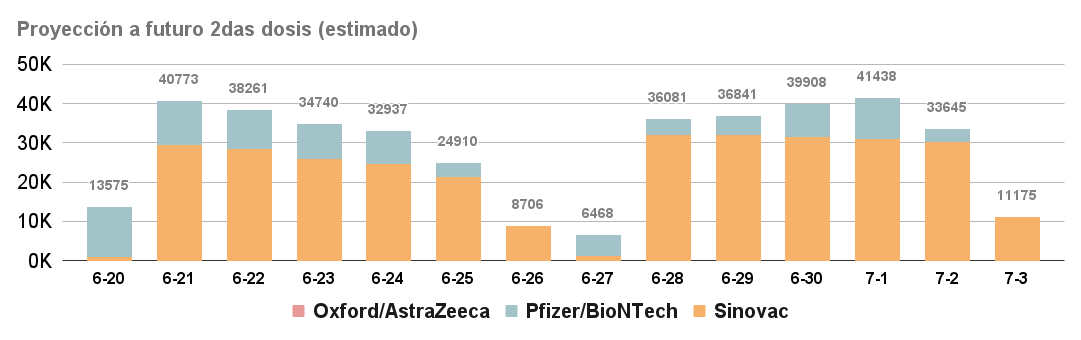 Proyección a futuro 2das dosis (estimado)
50K
40K
30K
20K
10K
0K
13575
40773
38261
34740
32937
24910
8706
6468
36081
36841
39908
41438
33645
11175
6-20 6-21 6-22 6-23 6-24 6-25 6-26 6-27 6-28 6-29 6-30 7-1 7-2 7-3
Oxford/AstraZeeca Pfizer/BioNTech Sinovac